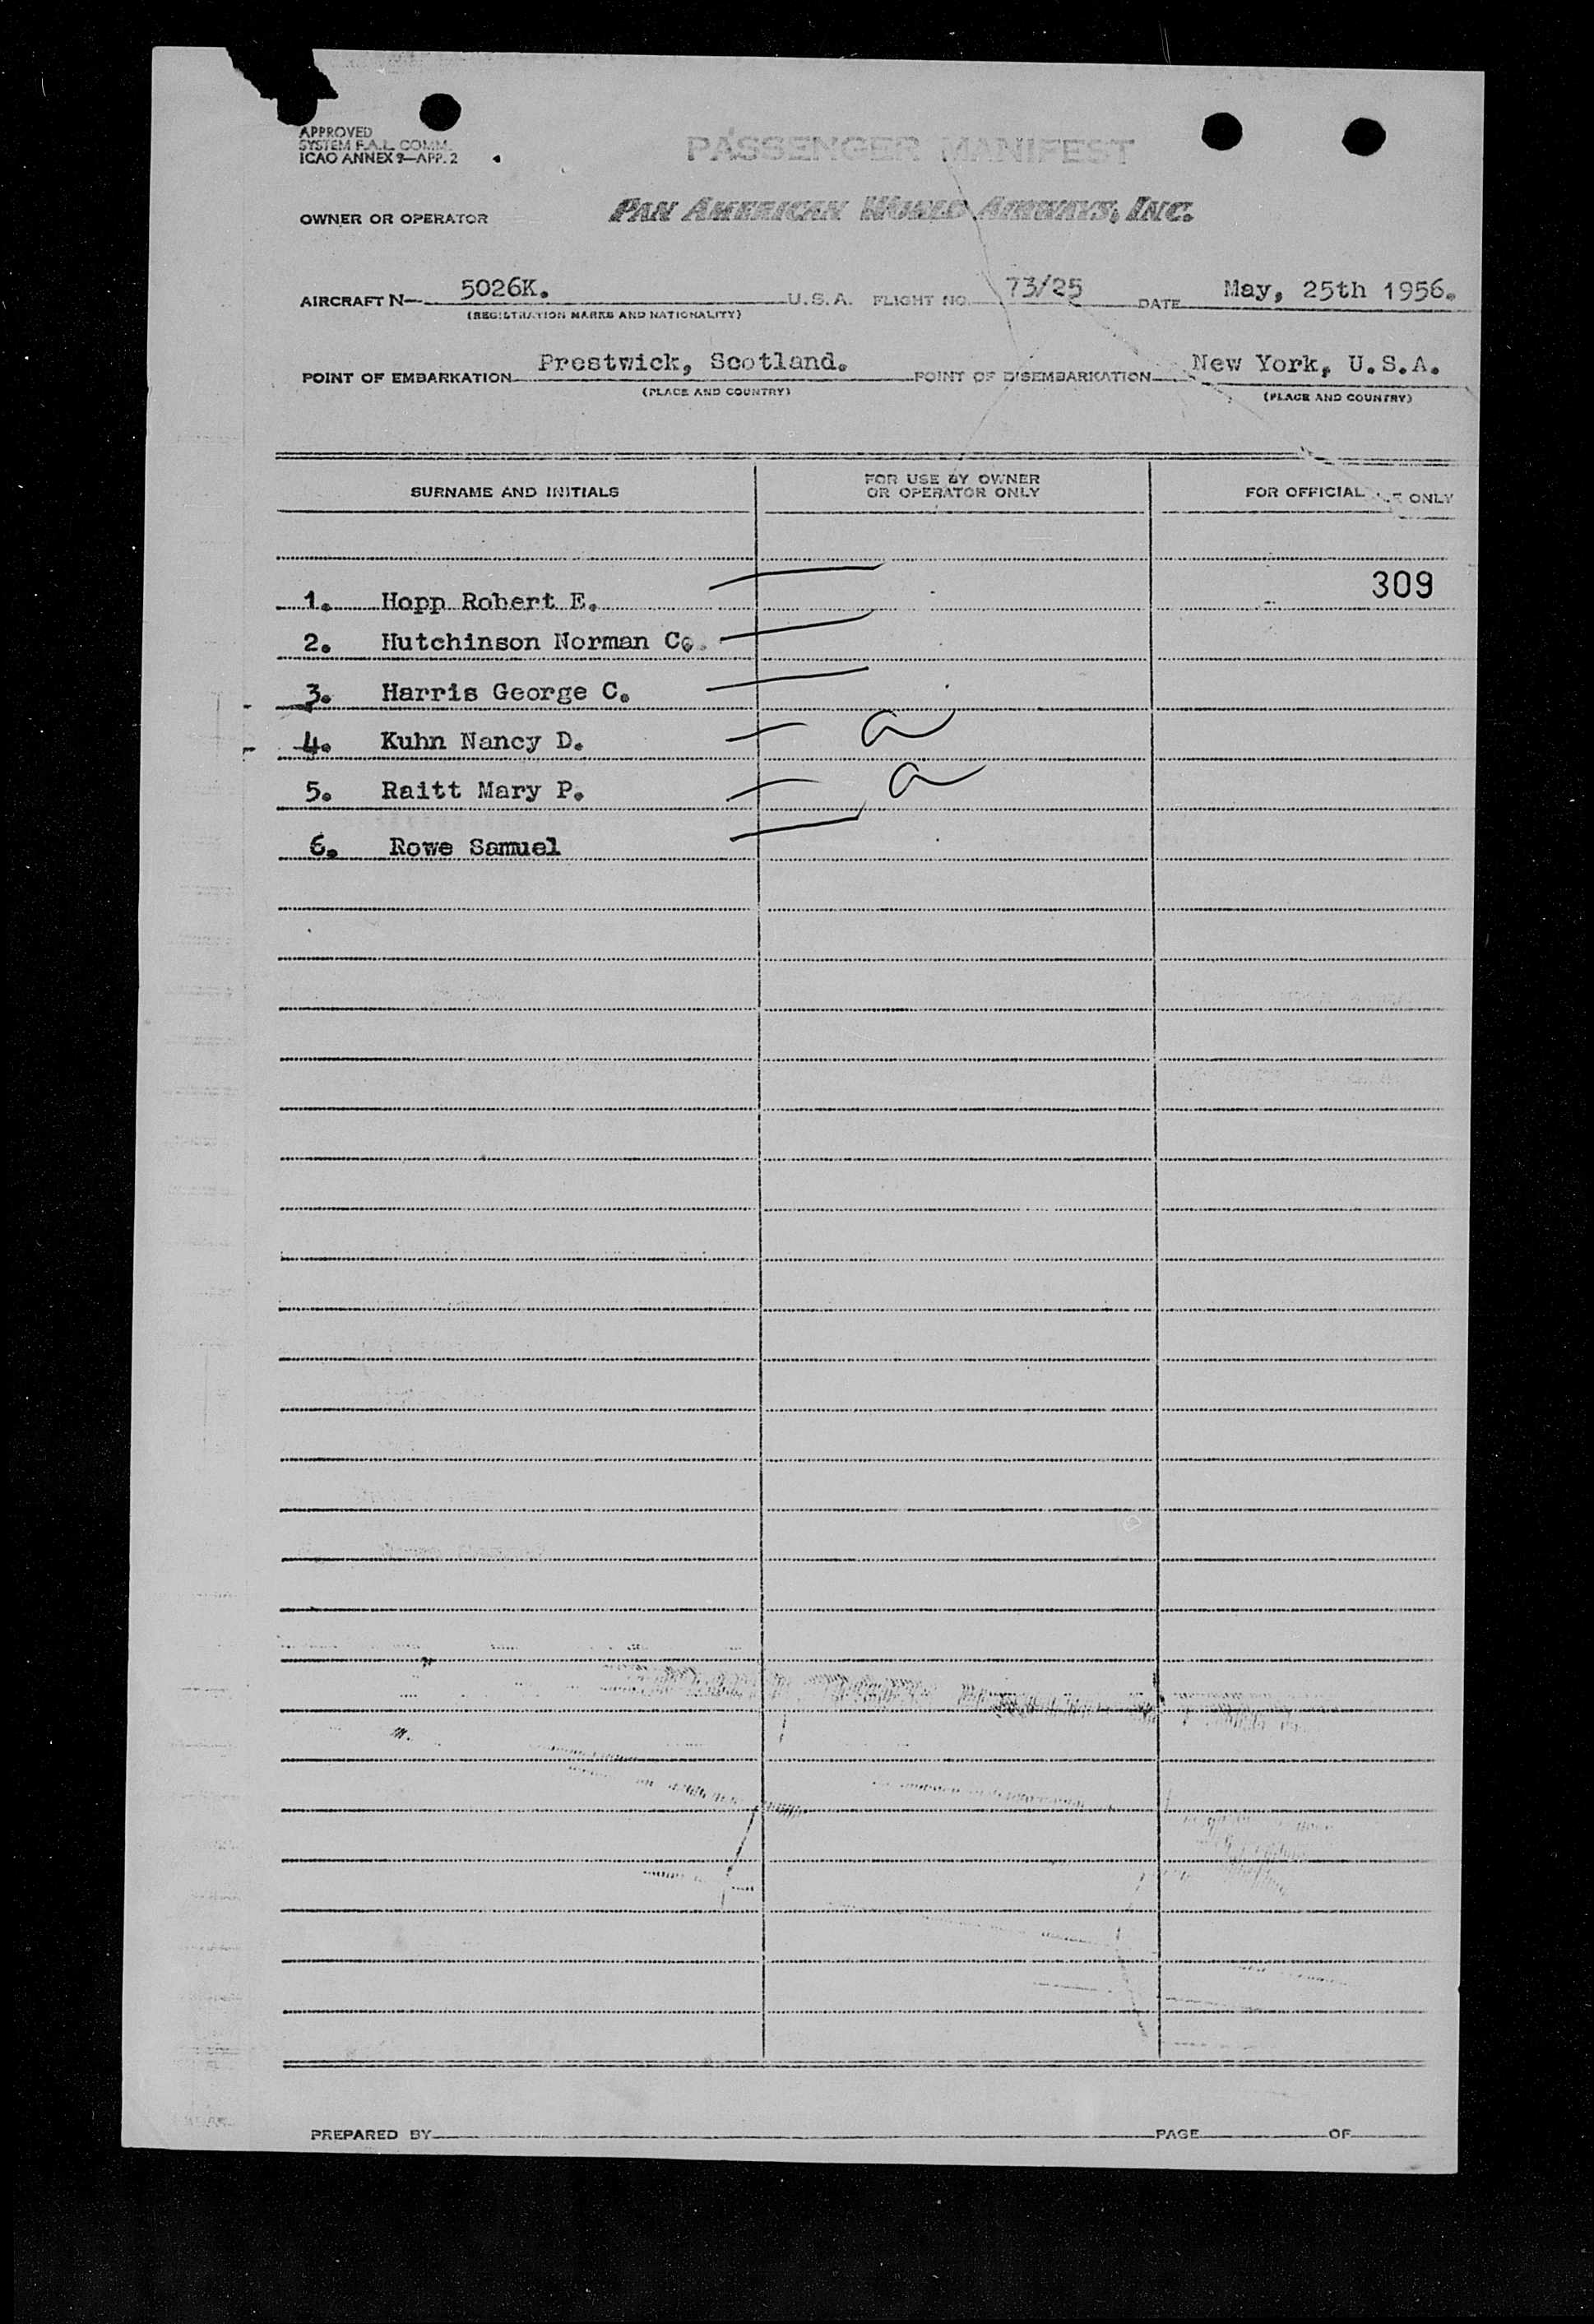 APPROVED
SYSTEM F.A.L. COMM.
ICAO ANNEX 9—APP. 2
PASSENGER MANIFEST
OWNER OR OPERATOR PAN AMERICAN WORLD AIRWAYS, INC.
AIRCRAFT N— 5026K. U.S.A. FLIGHT NO. 73/25 DATE May, 25th 1956.
(REGISTRATION MARKS AND NATIONALITY)
POINT OF EMBARKATION Prestwick, Scotland. POINT OF DISEMBARKATION New York, U.S.A.
(PLACE AND COUNTRY) (PLACE AND COUNTRY)
SURNAME AND INITIALS FOR USE BY OWNER OR OPERATOR ONLY FOR OFFICIAL ONLY
309
1. Hopp Robert E.
2. Hutchinson Norman C.
3. Harris George C.
4. Kuhn Nancy D. a
5. Raitt Mary P. a
6. Rowe Samuel
PREPARED BY PAGE OF